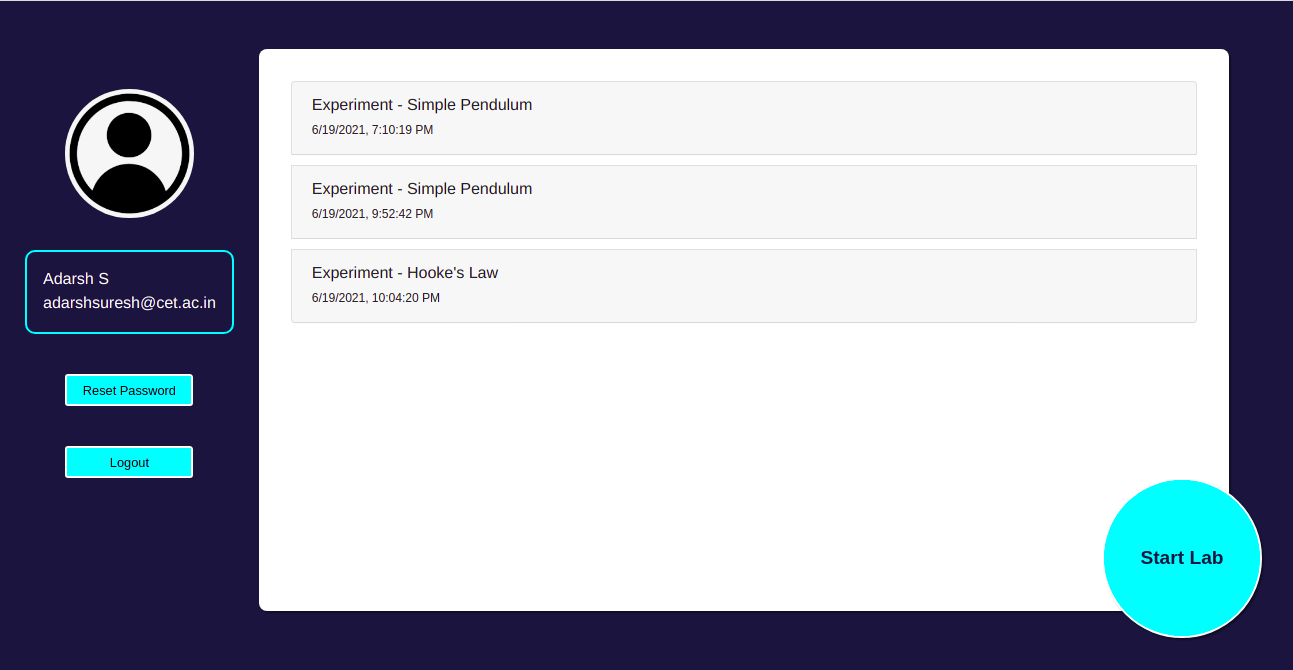 Adarsh S
adarshsuresh@cet.ac.in
Reset Password
Logout
Experiment - Simple Pendulum
6/19/2021, 7:10:19 PM
Experiment - Simple Pendulum
6/19/2021, 9:52:42 PM
Experiment - Hooke's Law
6/19/2021, 10:04:20 PM
Start Lab